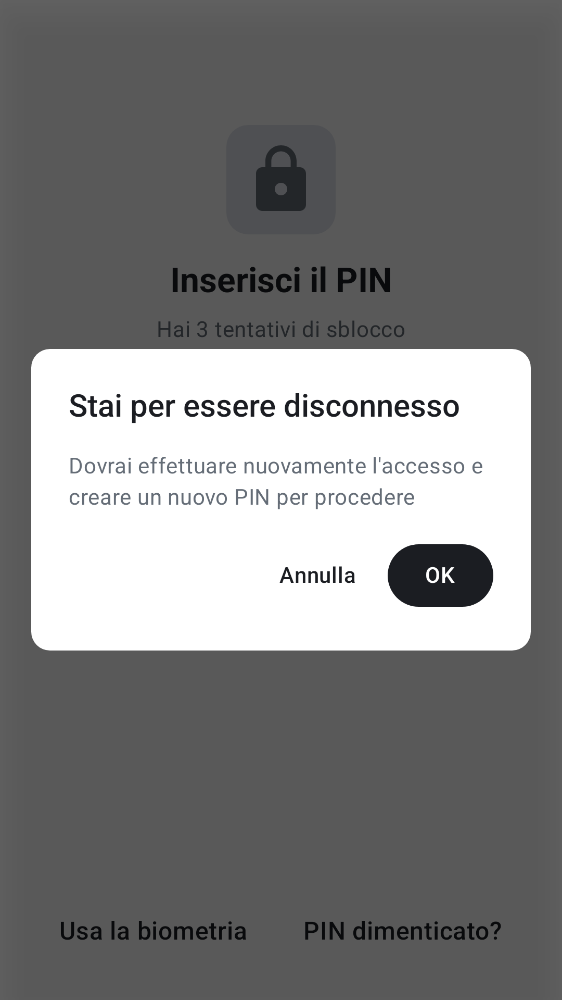 Inserisci il PIN
Hai 3 tentativi di sblocco
Stai per essere disconnesso
Dovrai effettuare nuovamente l'accesso e
creare un nuovo PIN per procedere
Annulla
OK
Usa la biometria
PIN dimenticato?